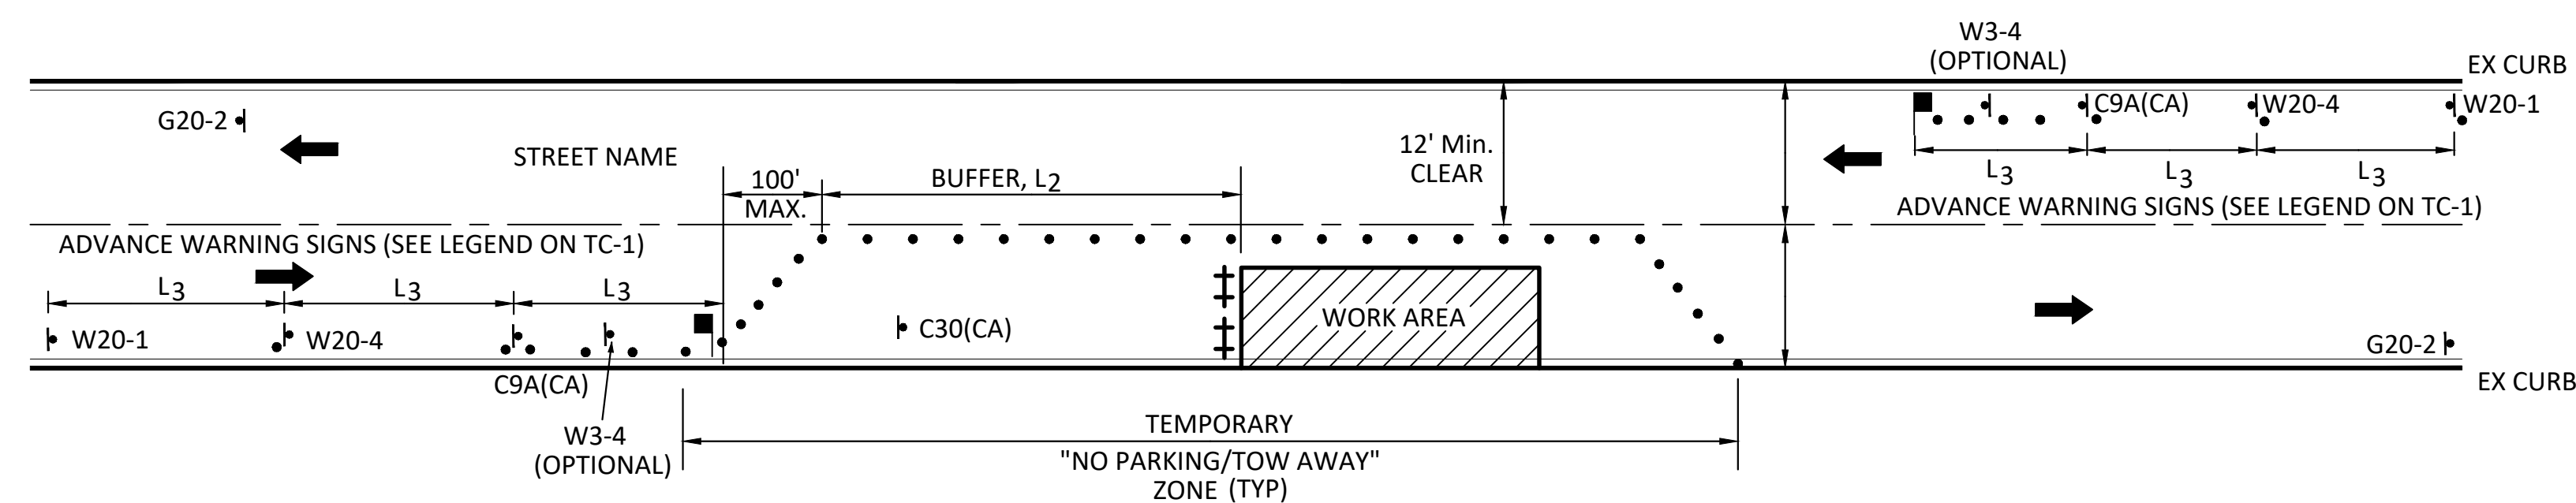 W3-4
(OPTIONAL)
EX CURB
G20-2
C9A(CA)
W20-4
W20-1
STREET NAME
12' Min.
CLEAR
100'
MAX.
BUFFER, L2
L3
L3
L3
ADVANCE WARNING SIGNS (SEE LEGEND ON TC-1)
ADVANCE WARNING SIGNS (SEE LEGEND ON TC-1)
L3
L3
L3
W20-1
W20-4
C30(CA)
WORK AREA
G20-2
C9A(CA)
EX CURB
W3-4
(OPTIONAL)
TEMPORARY
"NO PARKING/TOW AWAY"
ZONE (TYP)